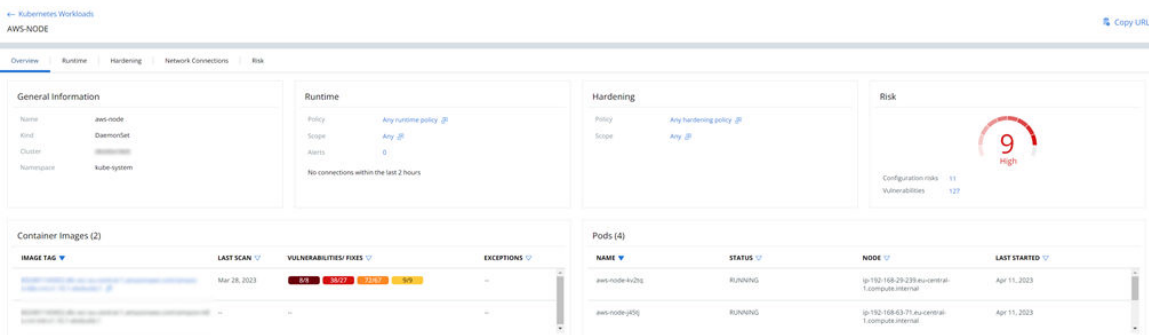 ← Kubernetes Workloads
AWS-NODE
Copy URL
Overview Runtime Hardening Network Connections Risk
General Information
Name aws-node
Kind DaemonSet
Cluster
Namespace kube-system
Runtime
Policy Any runtime policy
Scope Any
Alerts 0
No connections within the last 2 hours
Hardening
Policy Any hardening policy
Scope Any
Risk
9
High
Configuration risks 11
Vulnerabilities 127
Container Images (2)
IMAGE TAG LAST SCAN VULNERABILITIES/ FIXES EXCEPTIONS
Mar 28, 2023 8/8 38/27 72/67 9/9 --
-- -- --
Pods (4)
NAME STATUS NODE LAST STARTED
aws-node-kv2tq RUNNING ip-192-168-29-239.eu-central-
1.compute.internal Apr 11, 2023
aws-node-j45tj RUNNING ip-192-168-63-71.eu-central-
1.compute.internal Apr 11, 2023